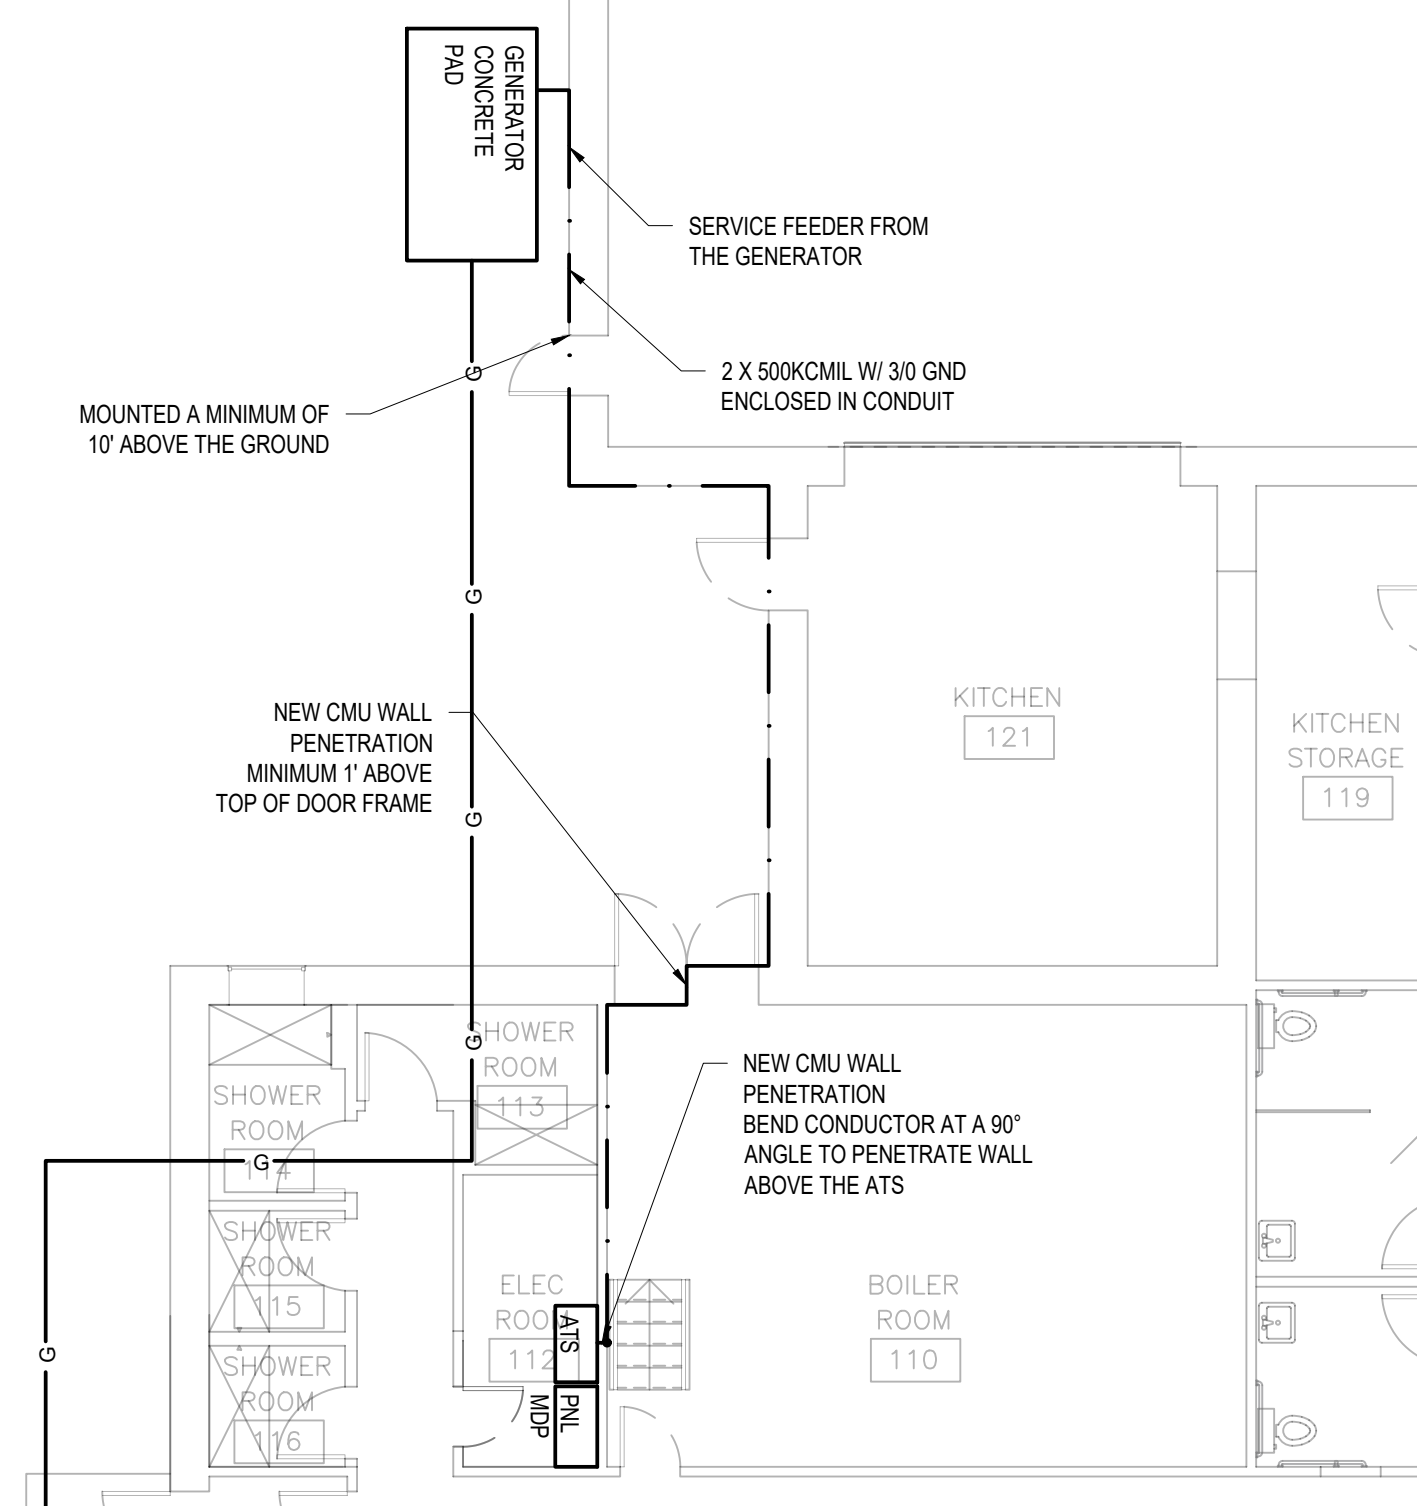 GENERATOR
CONCRETE
PAD
SERVICE FEEDER FROM
THE GENERATOR
2 X 500KCMIL W/ 3/0 GND
ENCLOSED IN CONDUIT
G
MOUNTED A MINIMUM OF
10' ABOVE THE GROUND
G
NEW CMU WALL
PENETRATION
MINIMUM 1' ABOVE
TOP OF DOOR FRAME
G
KITCHEN
121
KITCHEN
STORAGE
119
G
SHOWER
ROOM
113
NEW CMU WALL
PENETRATION
BEND CONDUCTOR AT A 90°
ANGLE TO PENETRATE WALL
ABOVE THE ATS
SHOWER
ROOM
114
G
SHOWER
ROOM
115
ELEC
ROOM
112
ATS
BOILER
ROOM
110
G
SHOWER
ROOM
116
PNL
MDP